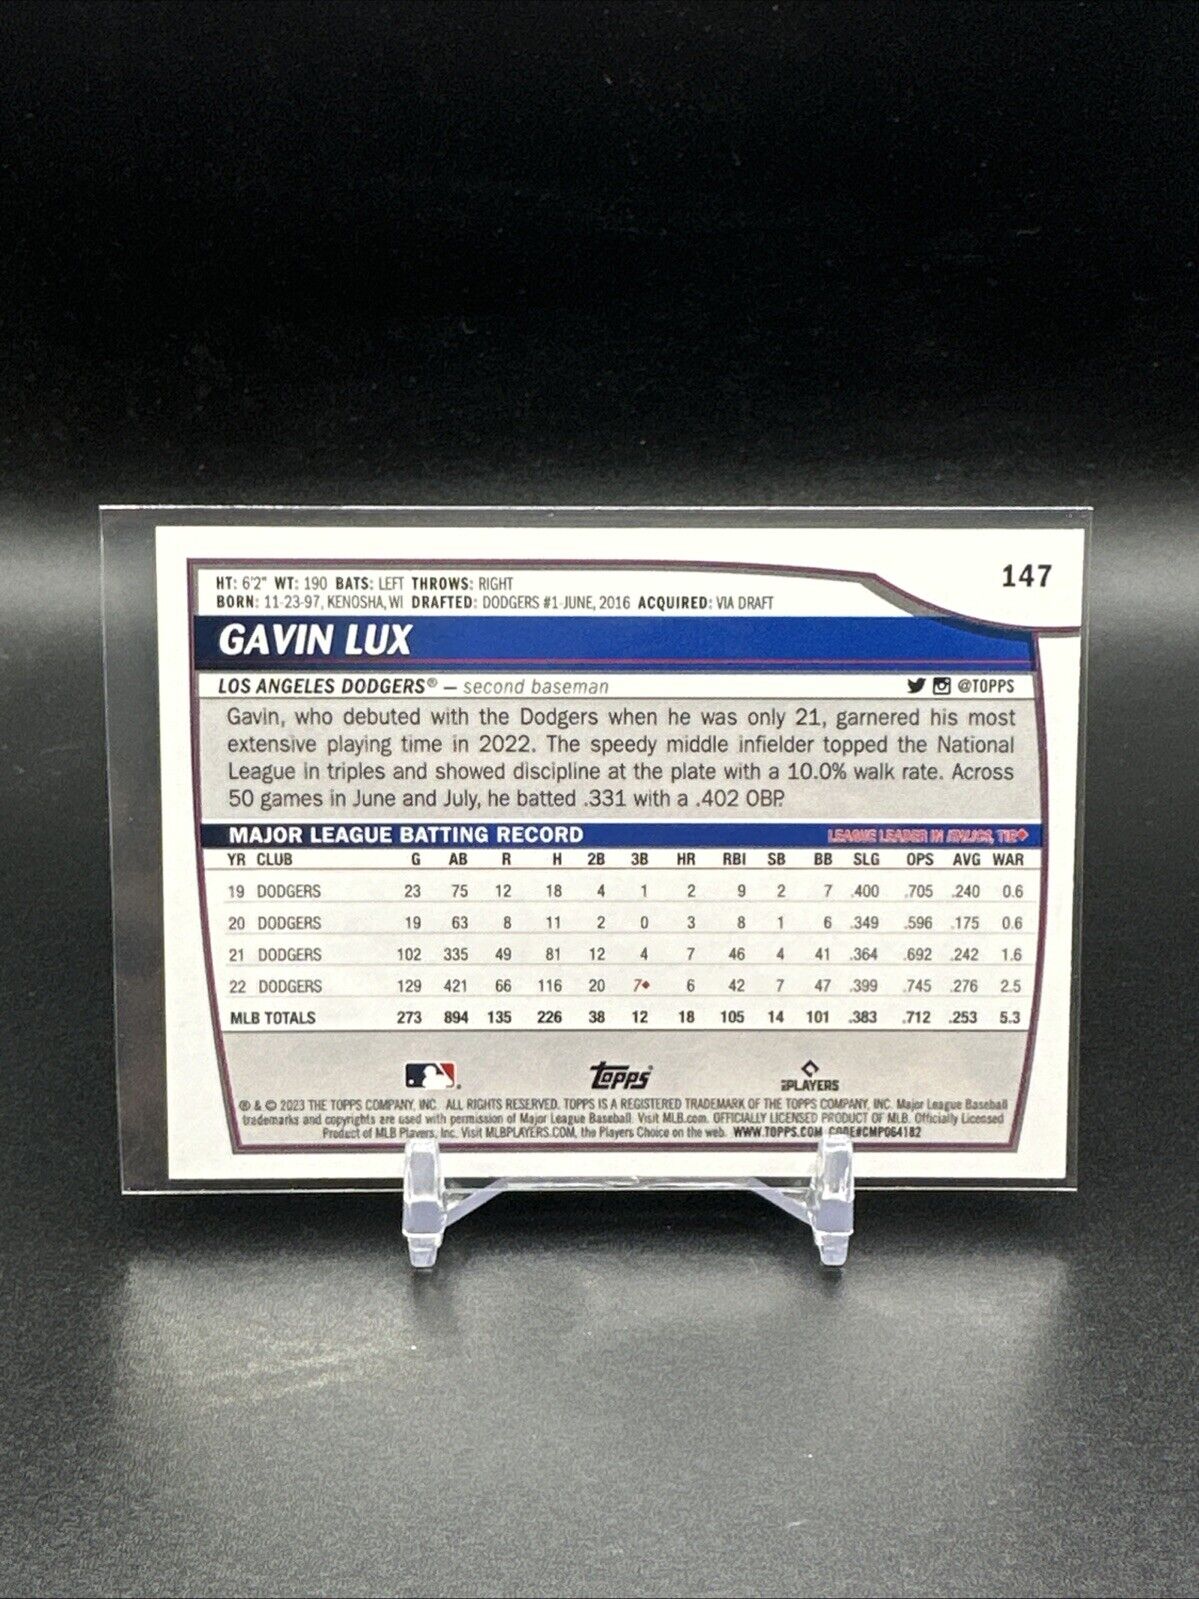 147
HT: 6'2" WT: 190 BATS: LEFT THROWS: RIGHT
BORN: 11-23-97, KENOSHA, WI DRAFTED: DODGERS #1-JUNE, 2016 ACQUIRED: VIA DRAFT
GAVIN LUX
LOS ANGELES DODGERS® – second baseman @TOPPS
Gavin, who debuted with the Dodgers when he was only 21, garnered his most
extensive playing time in 2022. The speedy middle infielder topped the National
League in triples and showed discipline at the plate with a 10.0% walk rate. Across
50 games in June and July, he batted .331 with a .402 OBP.
MAJOR LEAGUE BATTING RECORD LEAGUE LEADER IN ITALICS, TIE♦
YR CLUB G AB R H 2B 3B HR RBI SB BB SLG OPS AVG WAR
19 DODGERS 23 75 12 18 4 1 2 9 2 7 .400 .705 .240 0.6
20 DODGERS 19 63 8 11 2 0 3 8 1 6 .349 .596 .175 0.6
21 DODGERS 102 335 49 81 12 4 7 46 4 41 .364 .692 .242 1.6
22 DODGERS 129 421 66 116 20 7♦ 6 42 7 47 .399 .745 .276 2.5
MLB TOTALS 273 894 135 226 38 12 18 105 14 101 .383 .712 .253 5.3
topps PLAYERS
® & © 2023 THE TOPPS COMPANY, INC. ALL RIGHTS RESERVED. TOPPS IS A REGISTERED TRADEMARK OF THE TOPPS COMPANY, INC. Major League Baseball
trademarks and copyrights are used with permission of Major League Baseball. Visit MLB.com. OFFICIALLY LICENSED PRODUCT OF MLB. Officially Licensed
Product of MLB Players, Inc. Visit MLBPLAYERS.COM, the Players Choice on the web. WWW.TOPPS.COM CODE#CMP064182